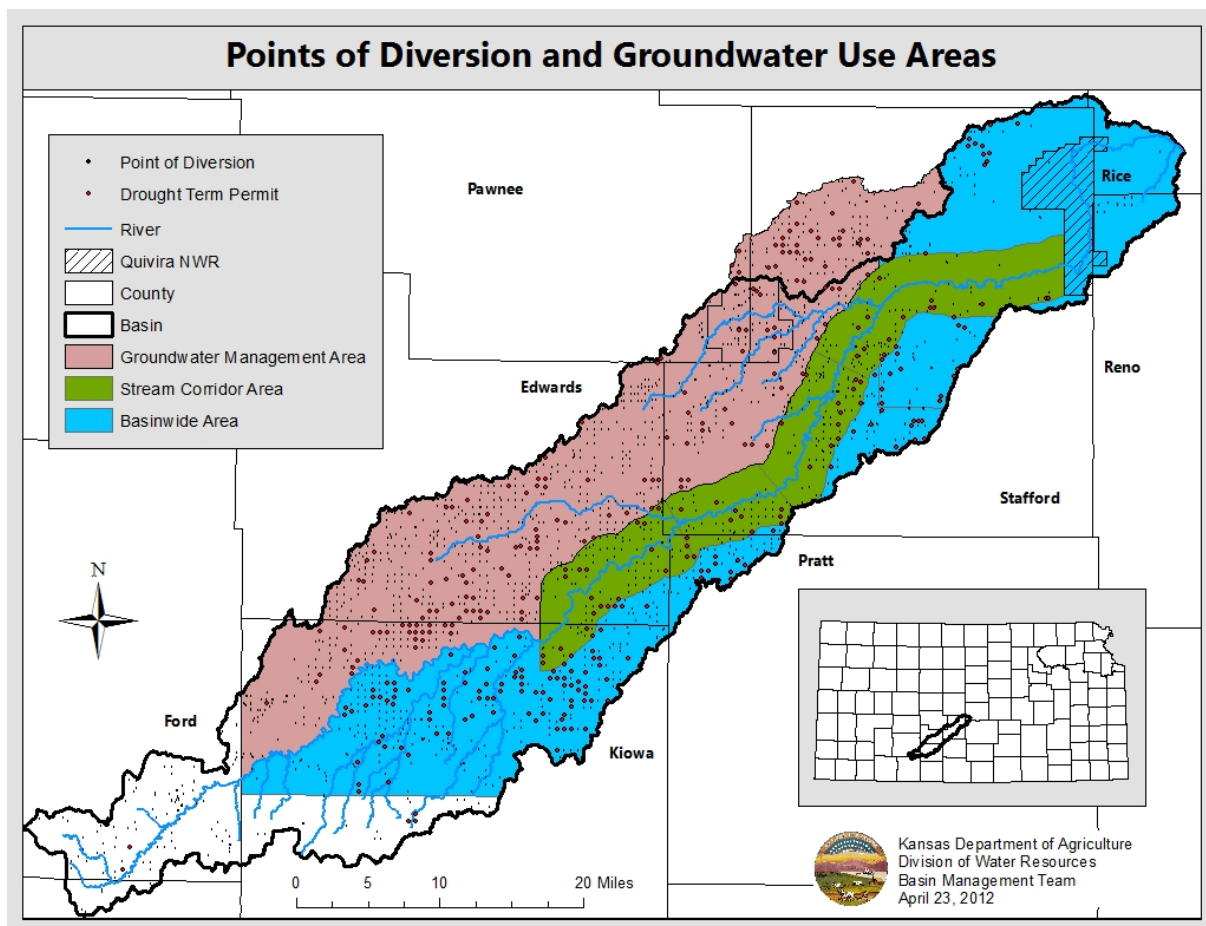 Points of Diversion and Groundwater Use Areas
Point of Diversion
Drought Term Permit
River
Quivira NWR
County
Basin
Groundwater Management Area
Stream Corridor Area
Basinwide Area
Pawnee
Rice
Edwards
Reno
Stafford
Pratt
N
Ford
Kiowa
0 5 10 20 Miles
Kansas Department of Agriculture
Division of Water Resources
Basin Management Team
April 23, 2012